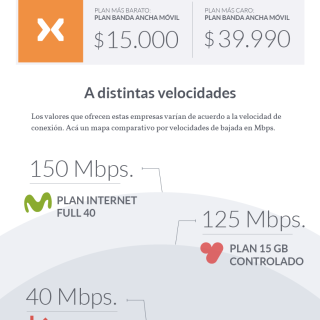 PLAN MÁS BARATO:
PLAN BANDA ANCHA MÓVIL
$15.000
PLAN MÁS CARO:
PLAN BANDA ANCHA MÓVIL
$39.990
A distintas velocidades
Los valores que ofrecen estas empresas varían de acuerdo a la velocidad de
conexión. Acá un mapa comparativo por velocidades de bajada en Mbps.
150 Mbps.
PLAN INTERNET
FULL 40
125 Mbps.
PLAN 15 GB
CONTROLADO
40 Mbps.